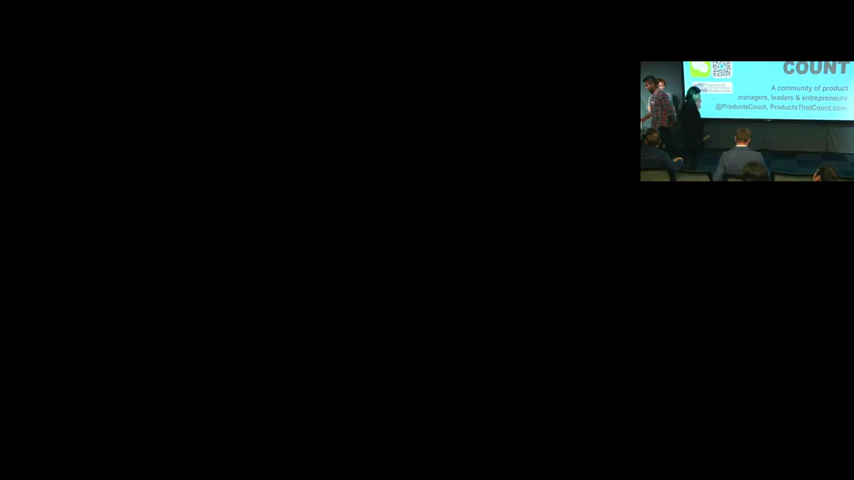 COUNT
A community of product
managers, leaders & entrepreneurs
@ProductsCount, ProductsThatCount.com